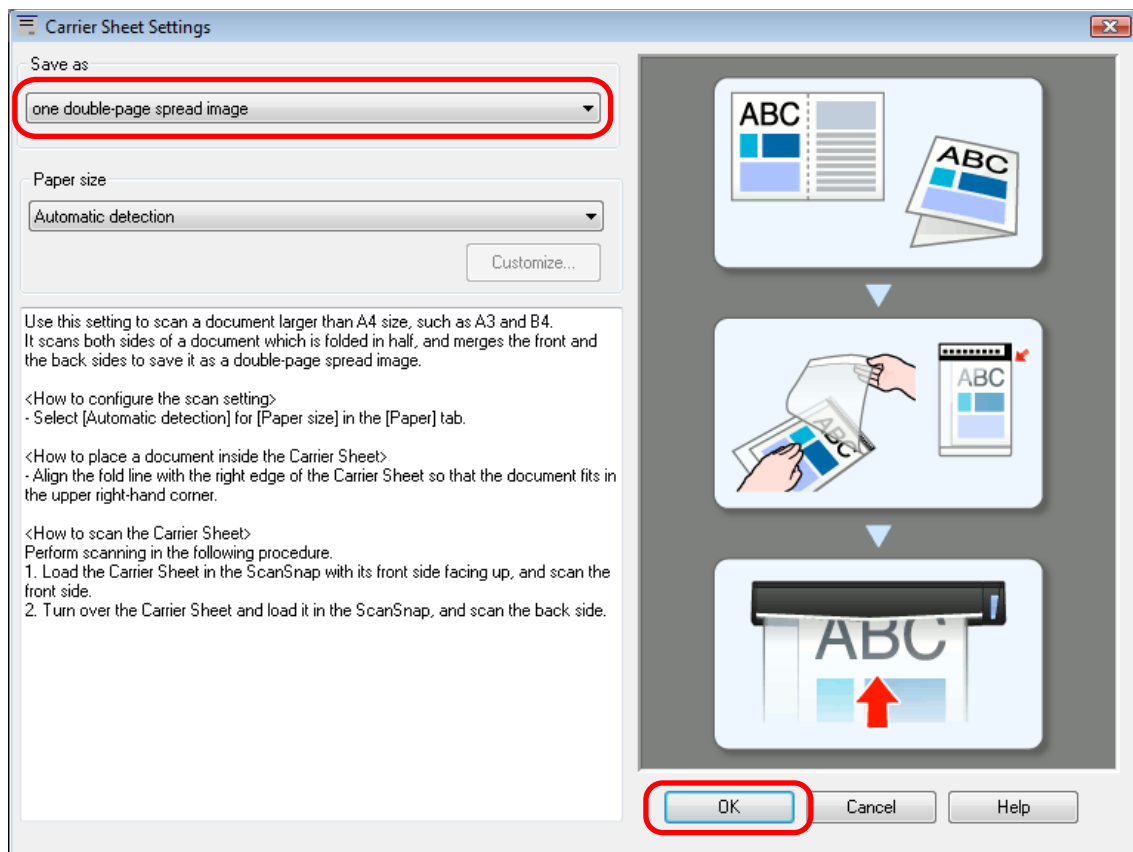 Carrier Sheet Settings
Save as
one double-page spread image
Paper size
Automatic detection
Customize...
Use this setting to scan a document larger than A4 size, such as A3 and B4.
It scans both sides of a document which is folded in half, and merges the front and
the back sides to save it as a double-page spread image.
<How to configure the scan setting>
- Select [Automatic detection] for [Paper size] in the [Paper] tab.
<How to place a document inside the Carrier Sheet>
- Align the fold line with the right edge of the Carrier Sheet so that the document fits in
the upper right-hand corner.
<How to scan the Carrier Sheet>
Perform scanning in the following procedure.
1. Load the Carrier Sheet in the ScanSnap with its front side facing up, and scan the
front side.
2. Turn over the Carrier Sheet and load it in the ScanSnap, and scan the back side.
ABC
ABC
ABC
ABC
ABC
OK
Cancel
Help